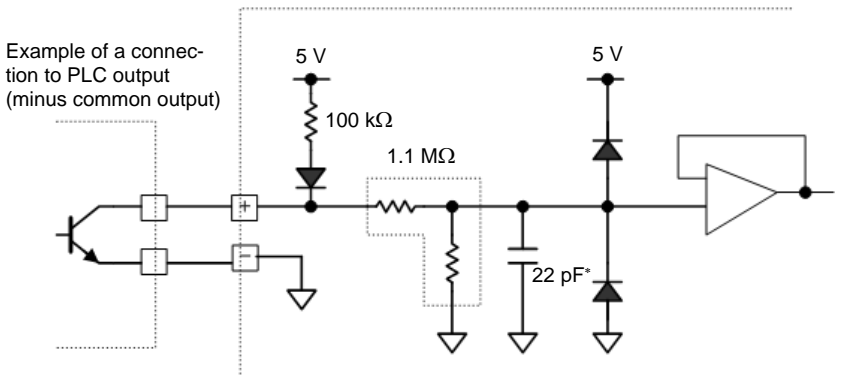 Example of a connec-
tion to PLC output
(minus common output)
5 V
5 V
100 kΩ
1.1 MΩ
+
-
22 pF*